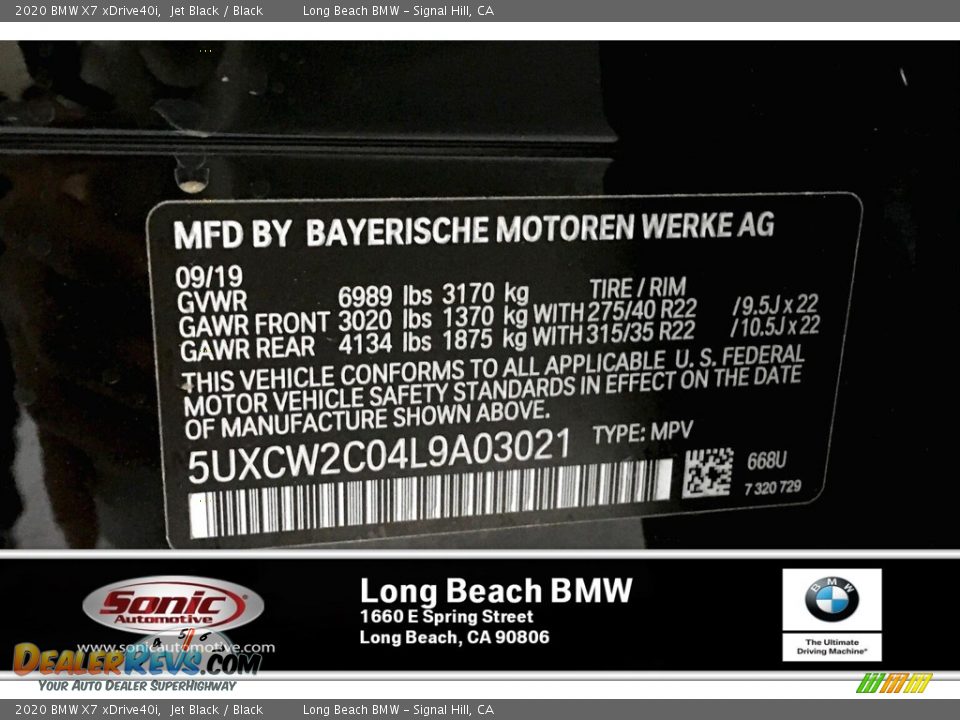 2020 BMW X7 xDrive40i, Jet Black / Black Long Beach BMW - Signal Hill, CA
MFD BY BAYERISCHE MOTOREN WERKE AG
09/19
TIRE / RIM
GVWR 6989 lbs 3170 kg
GAWR FRONT 3020 lbs 1370 kg WITH 275/40 R22 /9.5J x 22
GAWR REAR 4134 lbs 1875 kg WITH 315/35 R22 /10.5J x 22
THIS VEHICLE CONFORMS TO ALL APPLICABLE U.S. FEDERAL
MOTOR VEHICLE SAFETY STANDARDS IN EFFECT ON THE DATE
OF MANUFACTURE SHOWN ABOVE.
5UXCW2C04L9A03021 TYPE: MPV
668U
7 320 729
Sonic
Automotive
www.sonicautomotive.com
Long Beach BMW
1660 E Spring Street
Long Beach, CA 90806
BMW
The Ultimate
Driving Machine®
4 5 6
DealerRevs.com
Your Auto Dealer SuperHighway
2020 BMW X7 xDrive40i, Jet Black / Black Long Beach BMW - Signal Hill, CA